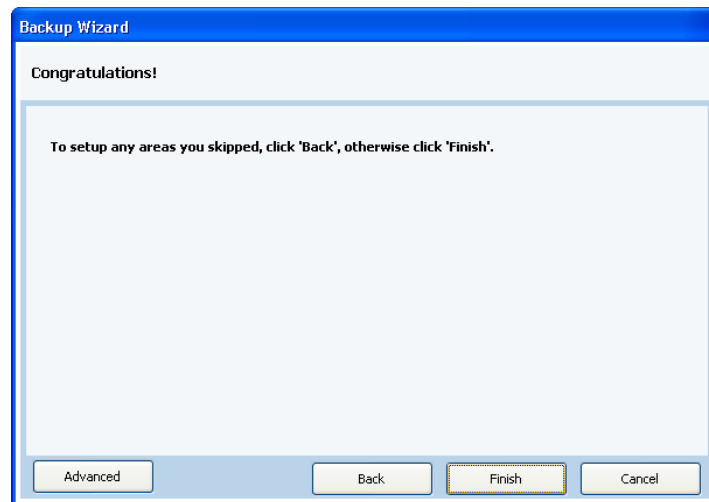 Backup Wizard
Congratulations!
To setup any areas you skipped, click 'Back', otherwise click 'Finish'.
Advanced
Back
Finish
Cancel